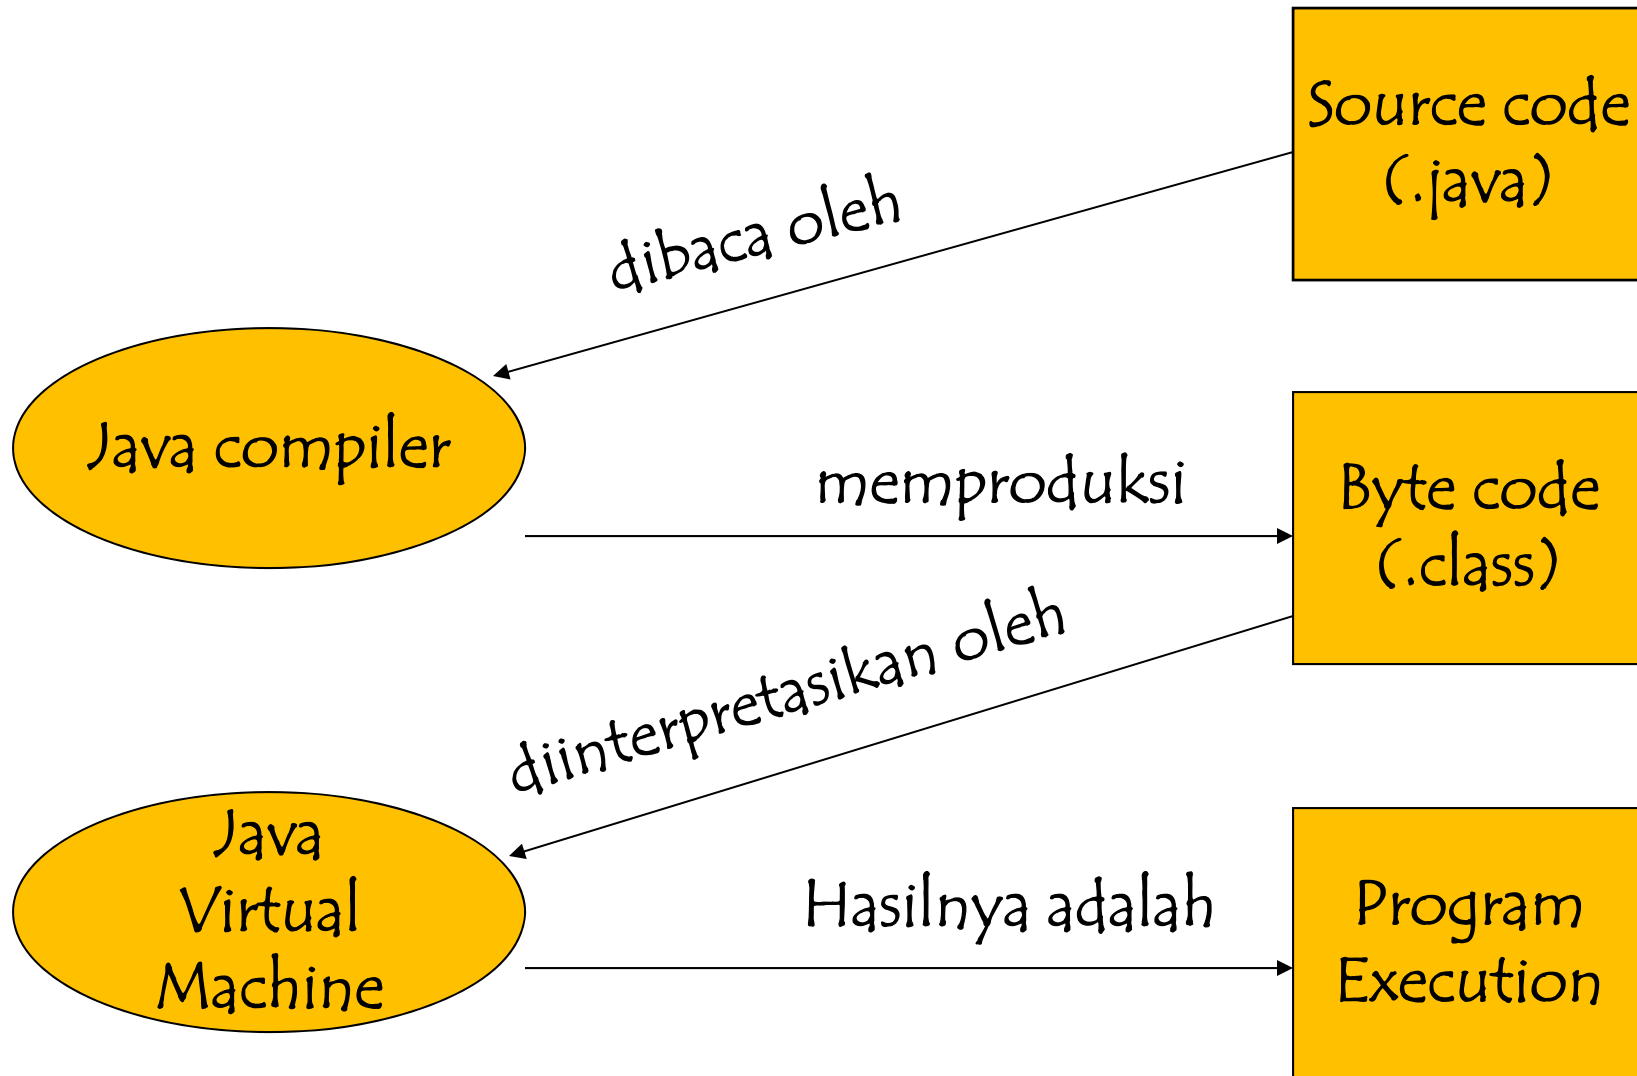 Source code
(.java)
dibaca oleh
Java compiler
memproduksi
Byte code
(.class)
diinterpretasikan oleh
Java
Virtual
Machine
Hasilnya adalah
Program
Execution